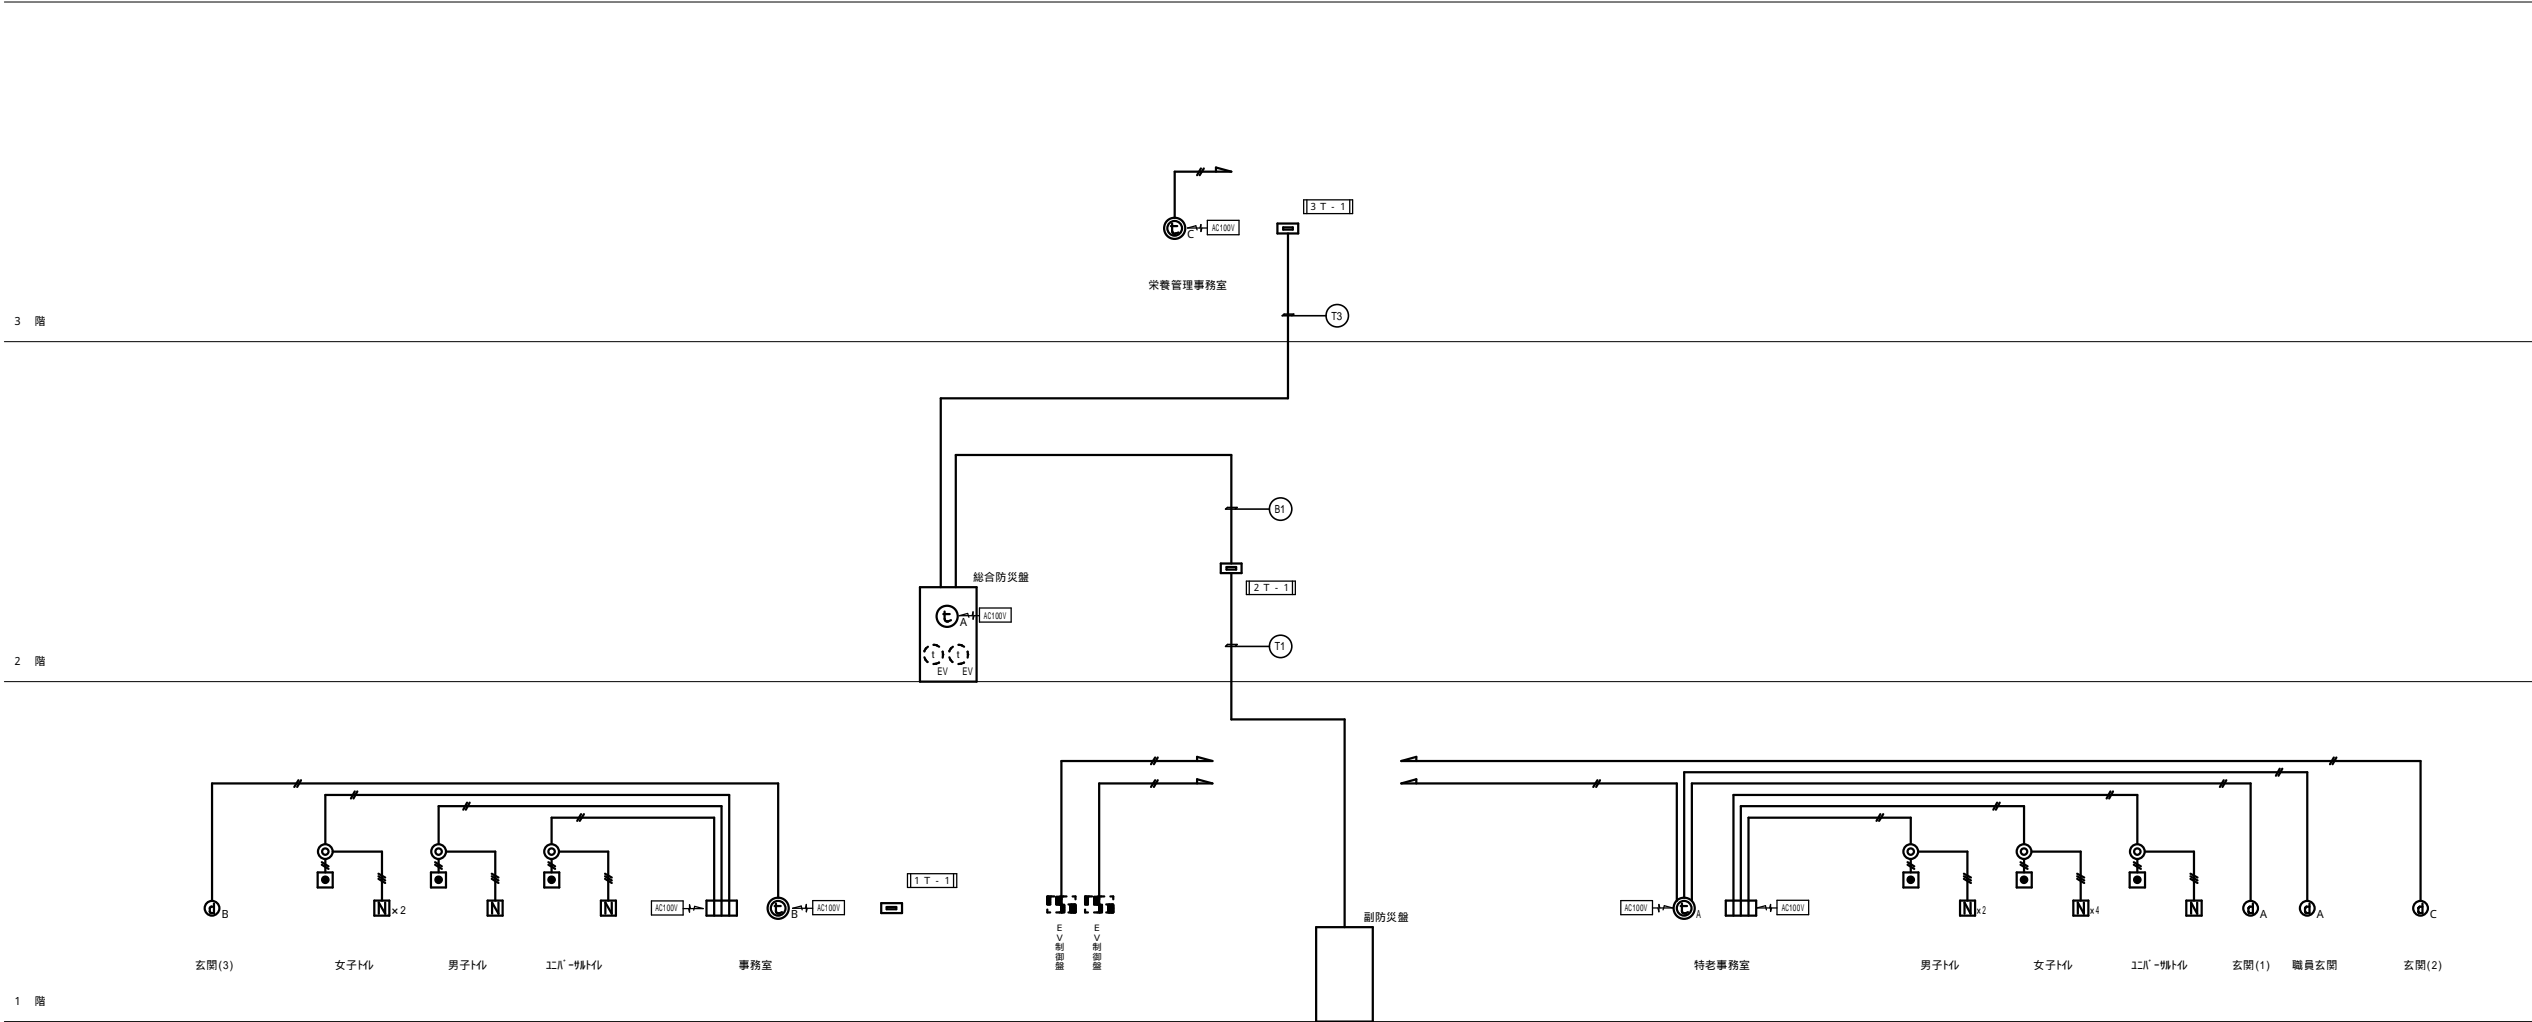 3 T - 1
t
C
AC100V
栄養管理事務室
T3
3 階
B1
総合防災盤
2 T - 1
t
A
AC100V
T1
t
t
EV
EV
2 階
1 T - 1
副防災盤
d
B
N
×2
N
N
AC100V
t
B
AC100V
EV制御盤
EV制御盤
AC100V
t
A
AC100V
N
x2
N
x4
N
d
A
d
A
d
C
玄関(3)
女子トイレ
男子トイレ
ユニバーサルトイレ
事務室
特老事務室
男子トイレ
女子トイレ
ユニバーサルトイレ
玄関(1)
職員玄関
玄関(2)
1 階